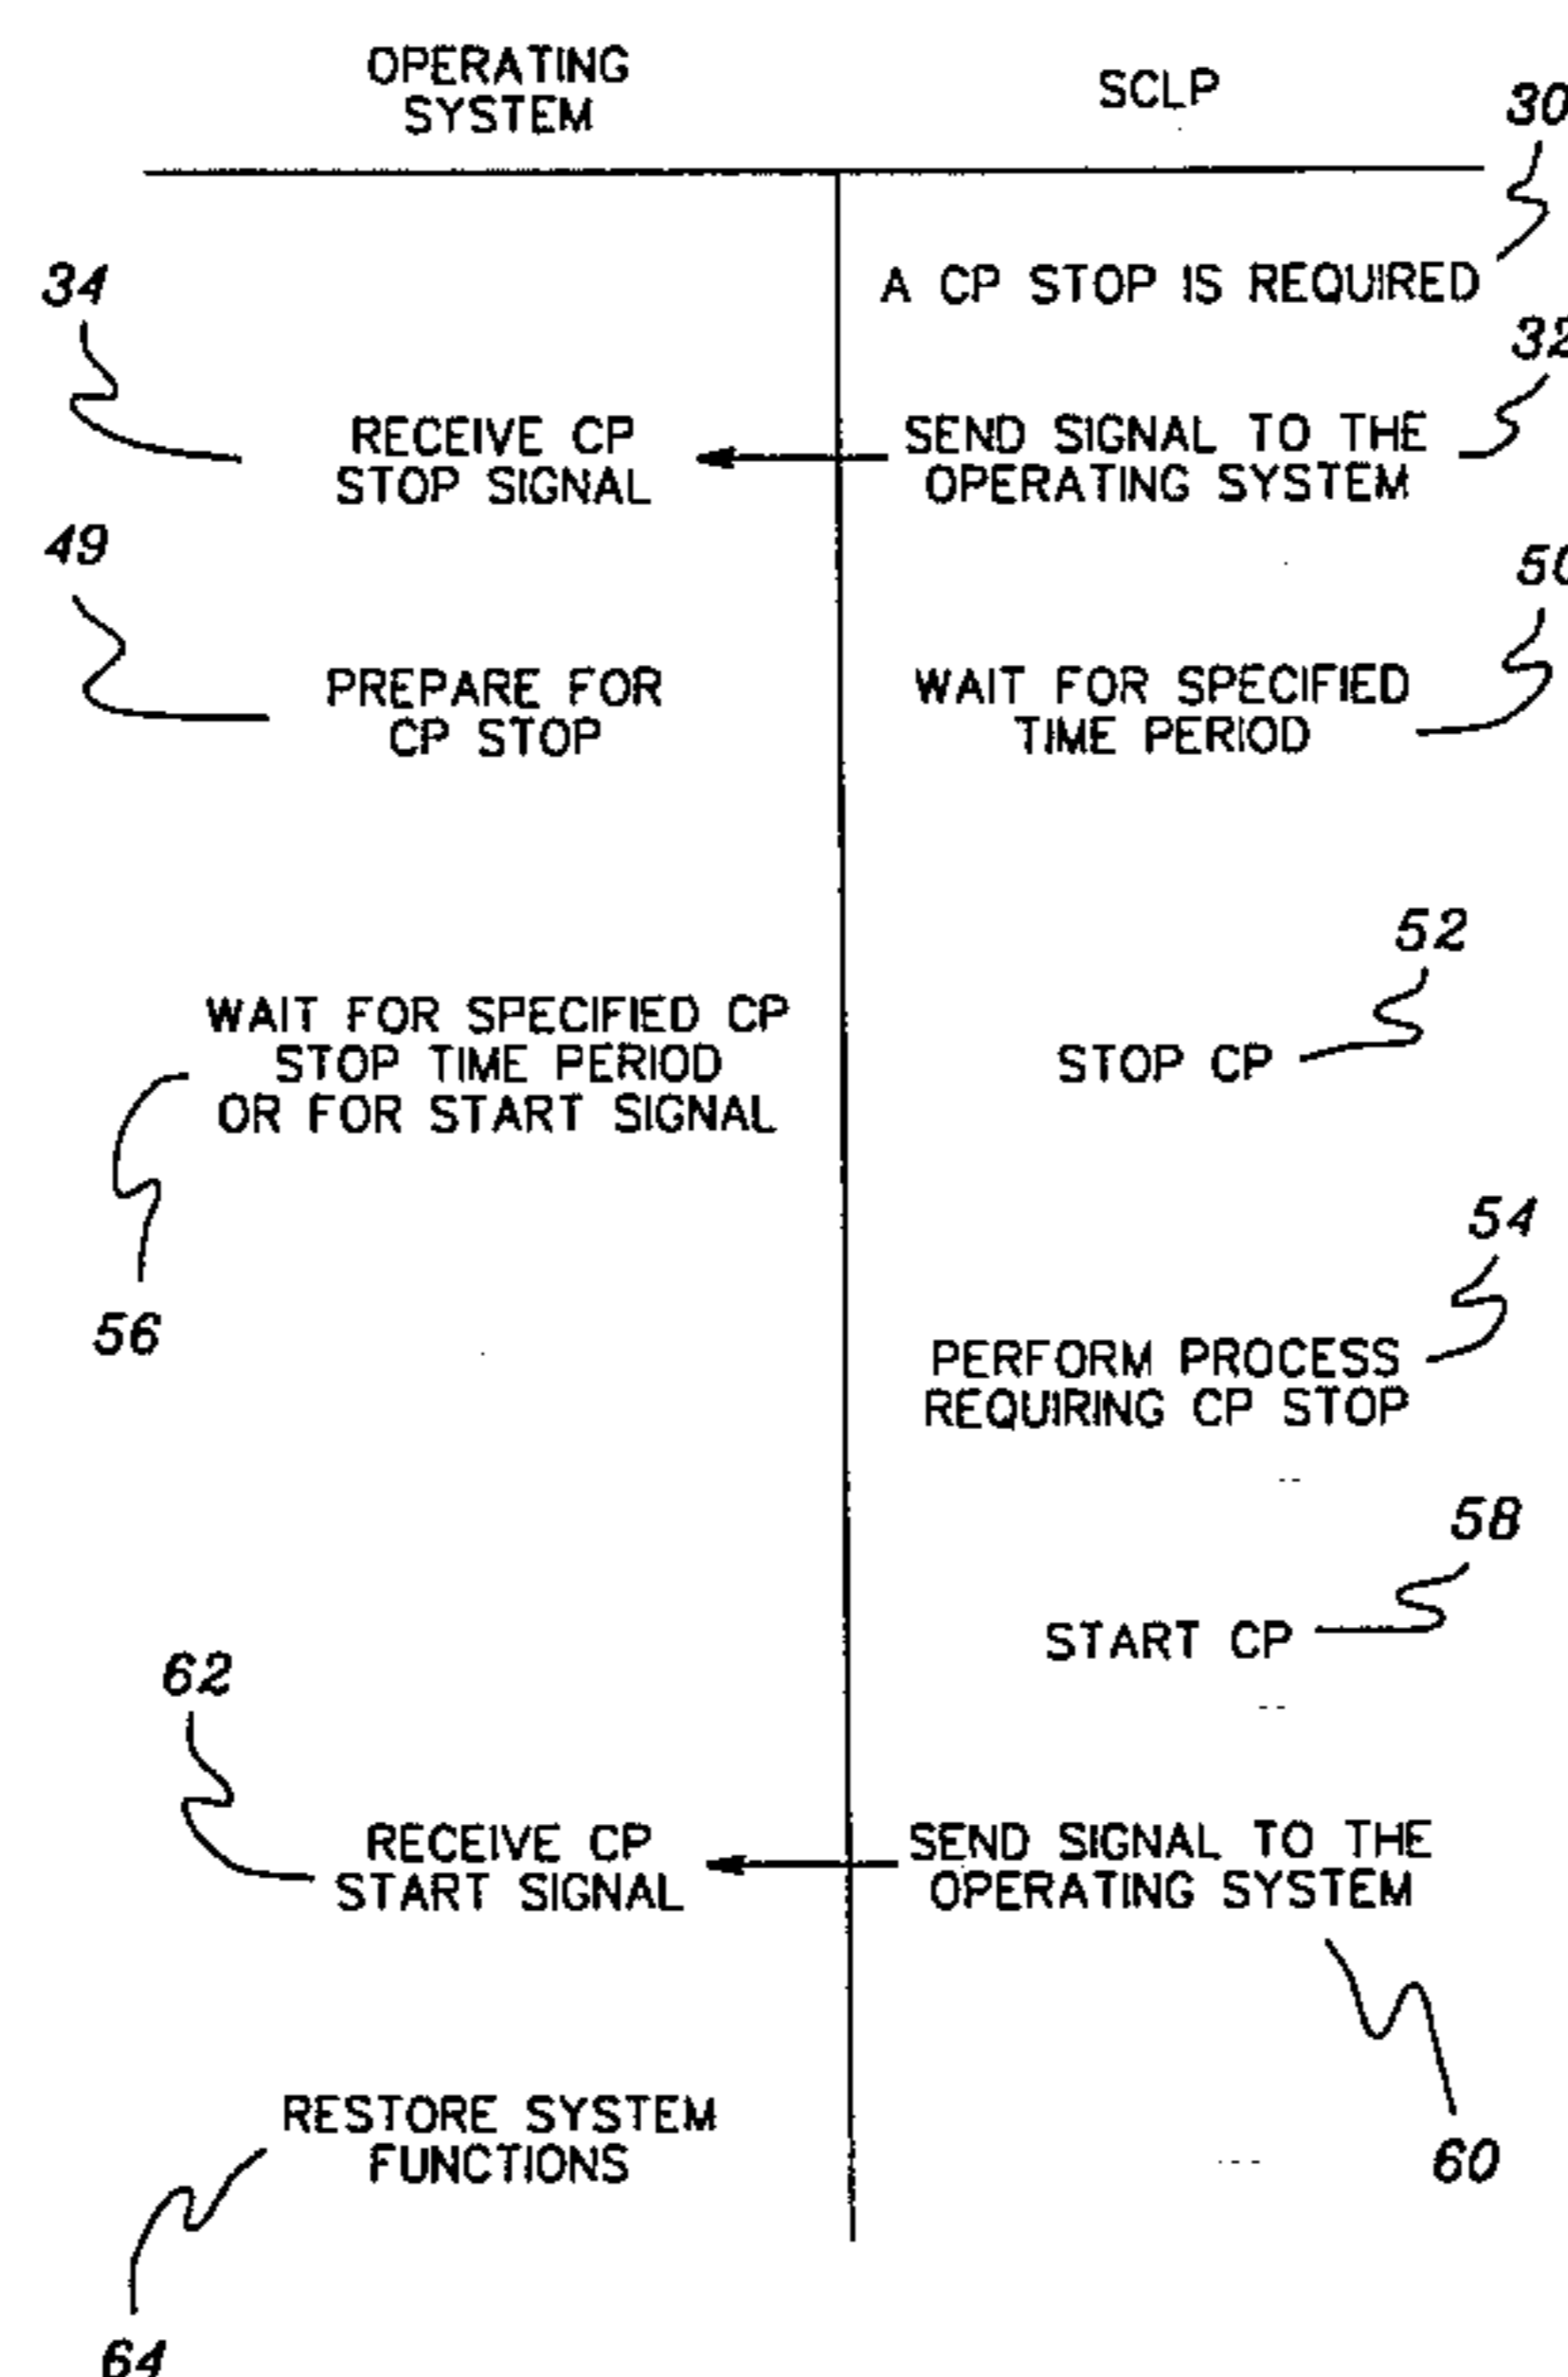 OPERATING
SYSTEM
SCLP
30
A CP STOP IS REQUIRED
34
32
RECEIVE CP
STOP SIGNAL
SEND SIGNAL TO THE
OPERATING SYSTEM
49
50
PREPARE FOR
CP STOP
WAIT FOR SPECIFIED
TIME PERIOD
52
WAIT FOR SPECIFIED CP
STOP TIME PERIOD
OR FOR START SIGNAL
STOP CP
54
56
PERFORM PROCESS
REQUIRING CP STOP
58
START CP
62
RECEIVE CP
START SIGNAL
SEND SIGNAL TO THE
OPERATING SYSTEM
RESTORE SYSTEM
FUNCTIONS
60
64